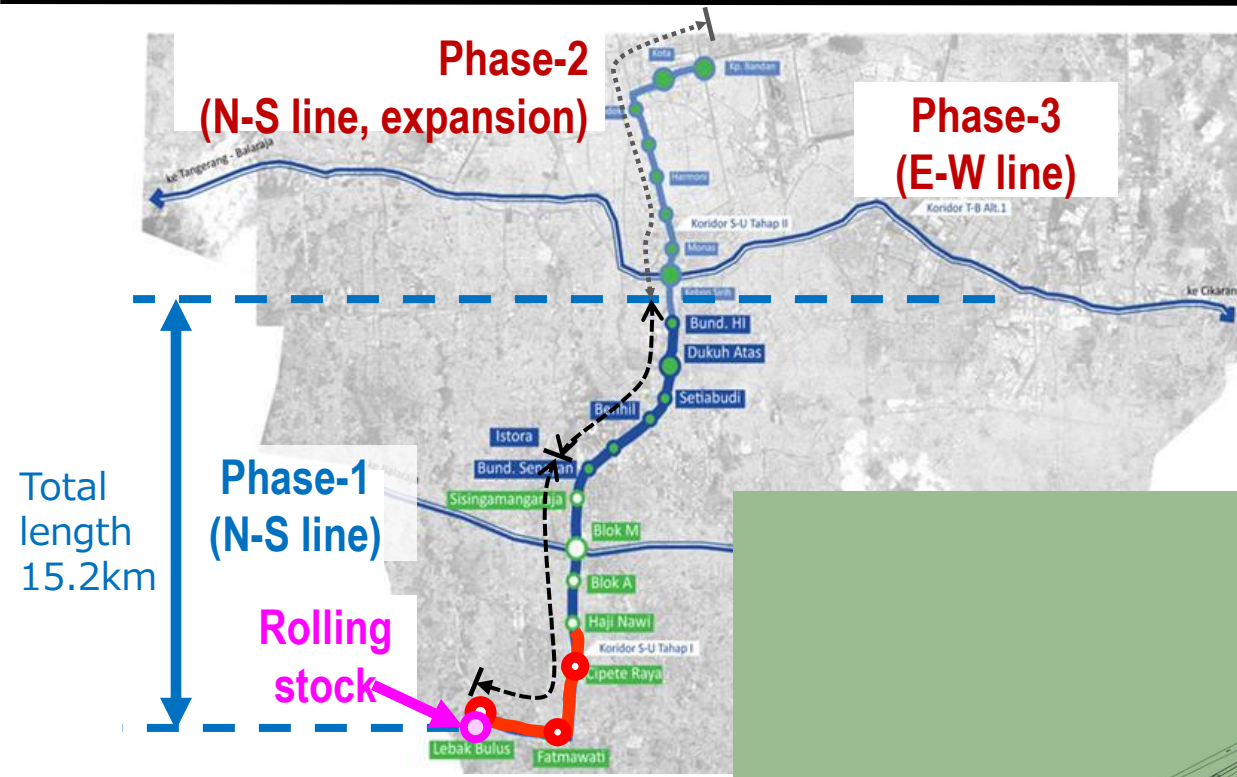 Phase-2
(N-S line, expansion)
Kota
Kp. Bandan
Phase-3
(E-W line)
ke Tangerang - Balaraja
Harmoni
Koridor S-U Tahap II
Koridor T-B Alt.1
Monas
Kebon Sirih
ke Cikaran
Bund. HI
Dukuh Atas
Setiabudi
Benhil
Istora
Bund. Senayan
Total
length
15.2km
Phase-1
(N-S line)
Sisingamangaraja
Blok M
Blok A
Haji Nawi
Koridor S-U Tahap I
Rolling
stock
Cipete Raya
Lebak Bulus
Fatmawati